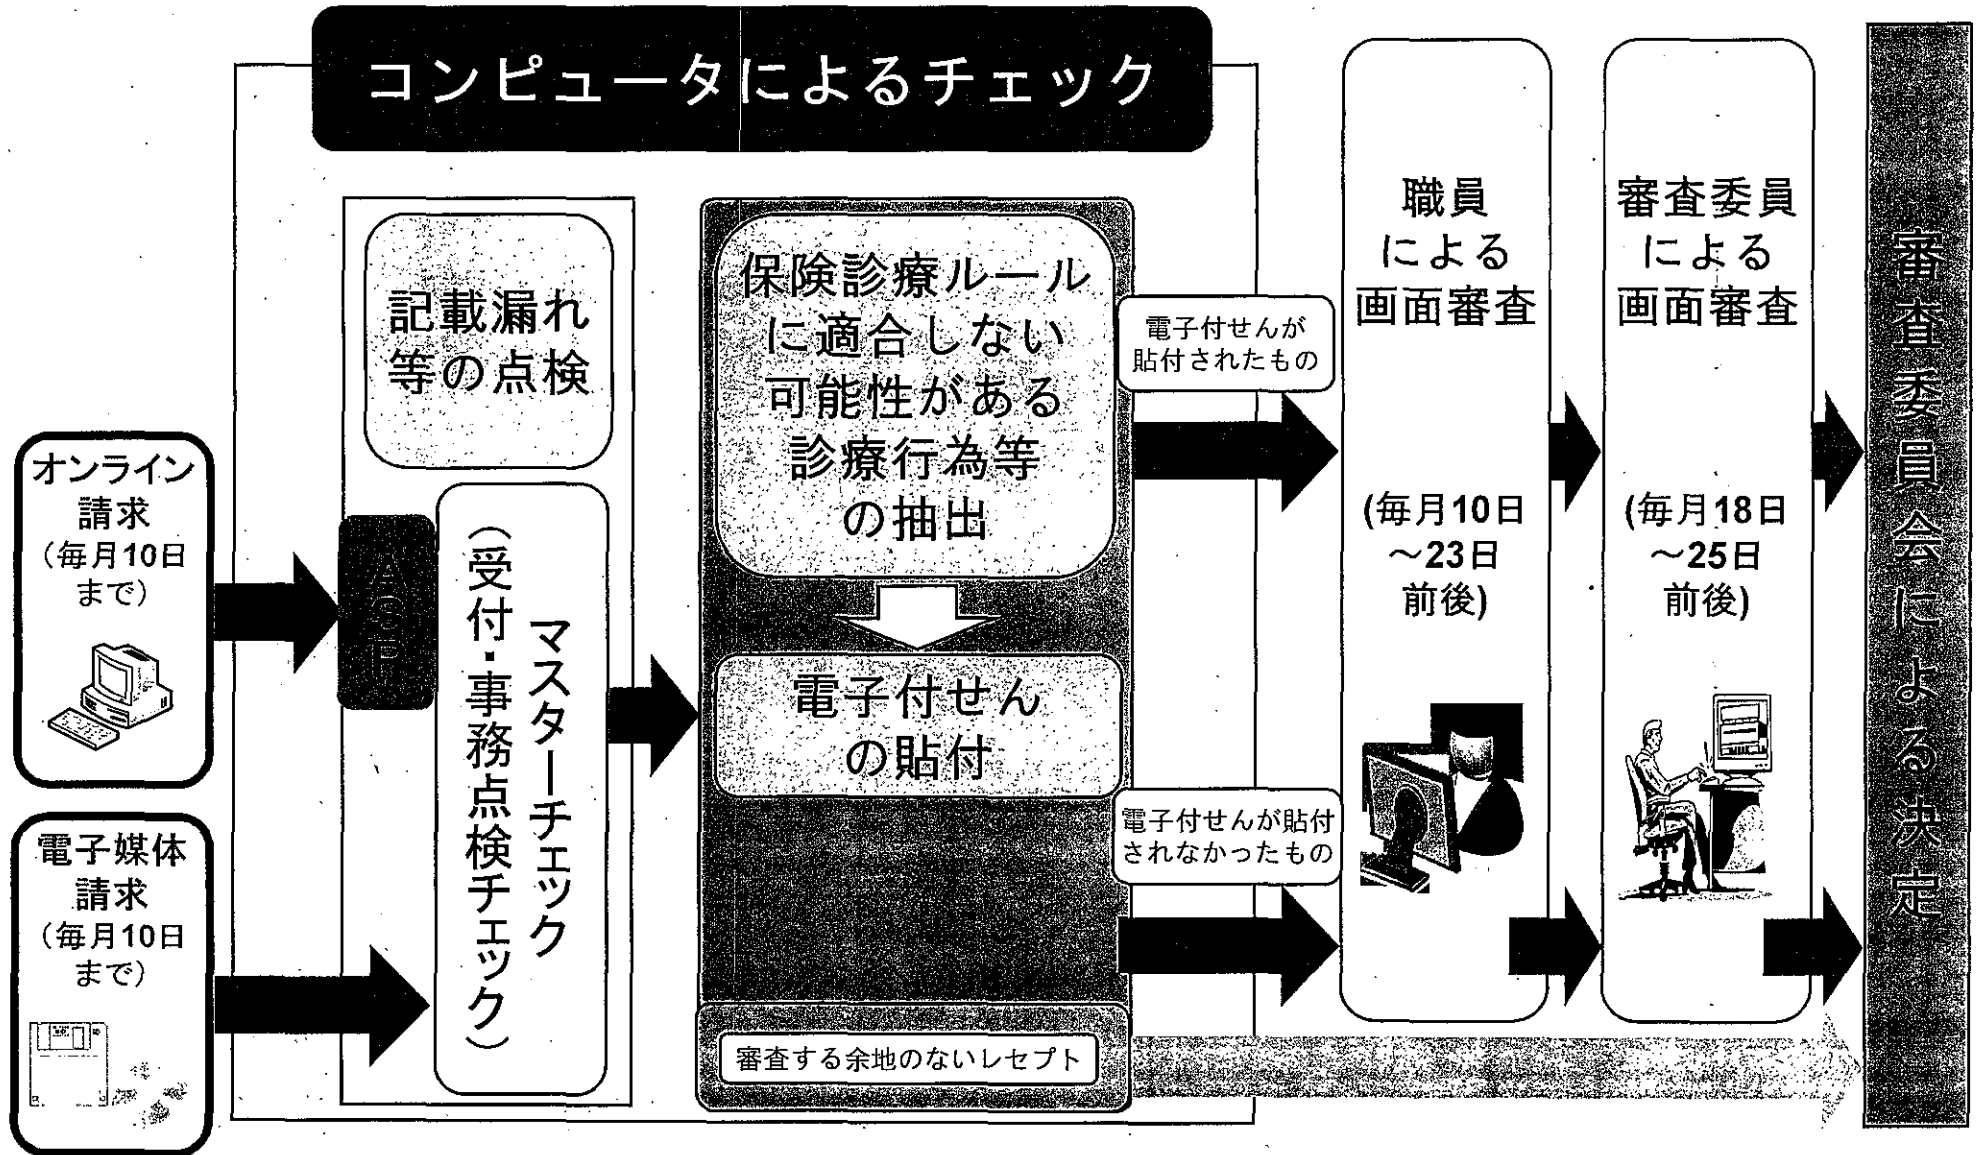 コンピュータによるチェック
オンライン
請求
（毎月10日
まで）
電子媒体
請求
（毎月10日
まで）
記載漏れ
等の点検
ASP
マスターチェック
（受付・事務点検チェック）
保険診療ルール
に適合しない
可能性がある
診療行為等
の抽出
電子付せん
の貼付
審査する余地のないレセプト
電子付せんが
貼付されたもの
電子付せんが貼付
されなかったもの
職員
による
画面審査
(毎月10日
～23日
前後)
審査委員
による
画面審査
(毎月18日
～25日
前後)
審査委員会による決定